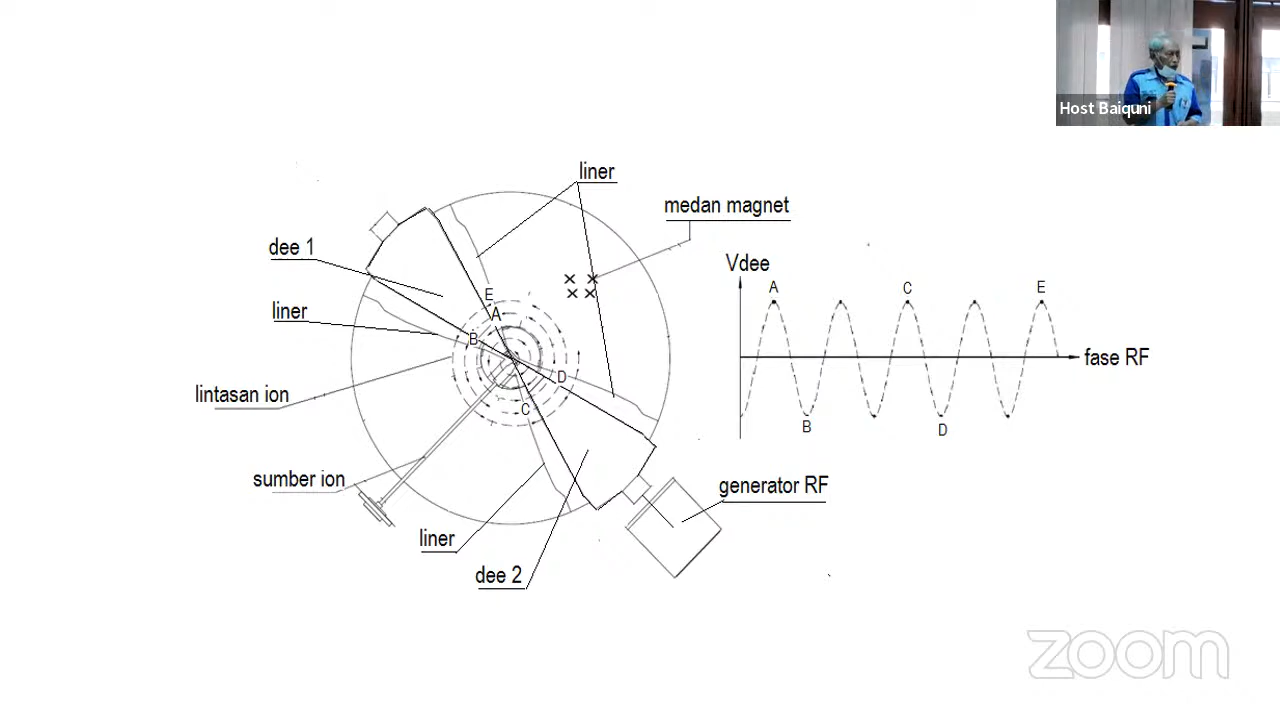 Host Baiquni
liner
medan magnet
dee 1
liner
lintasan ion
sumber ion
liner
dee 2
generator RF
E
A
B
D
C
Vdee
A
C
E
B
D
fase RF
zoom